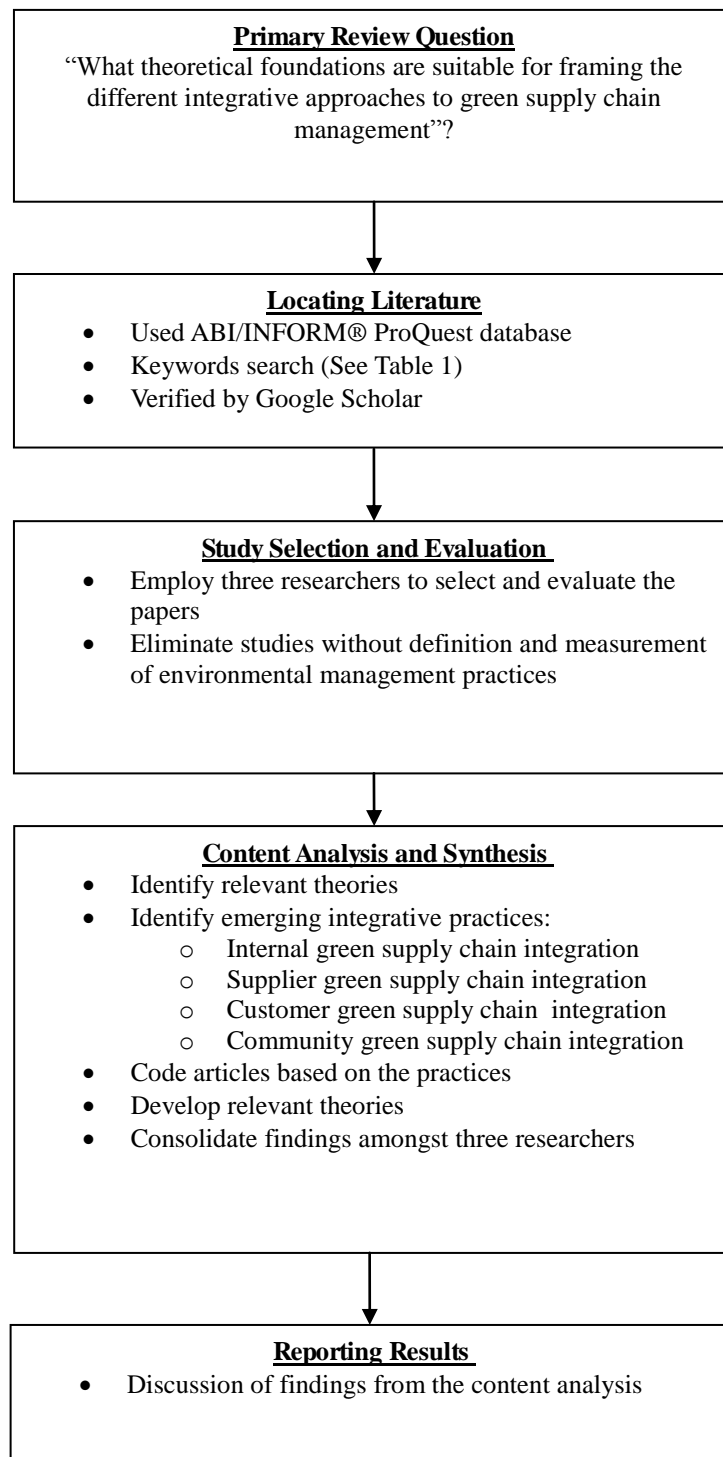 Primary Review Question
“What theoretical foundations are suitable for framing the
different integrative approaches to green supply chain
management”?
Locating Literature
• Used ABI/INFORM® ProQuest database
• Keywords search (See Table 1)
• Verified by Google Scholar
Study Selection and Evaluation
• Employ three researchers to select and evaluate the
papers
• Eliminate studies without definition and measurement
of environmental management practices
Content Analysis and Synthesis
• Identify relevant theories
• Identify emerging integrative practices:
o Internal green supply chain integration
o Supplier green supply chain integration
o Customer green supply chain integration
o Community green supply chain integration
• Code articles based on the practices
• Develop relevant theories
• Consolidate findings amongst three researchers
Reporting Results
• Discussion of findings from the content analysis